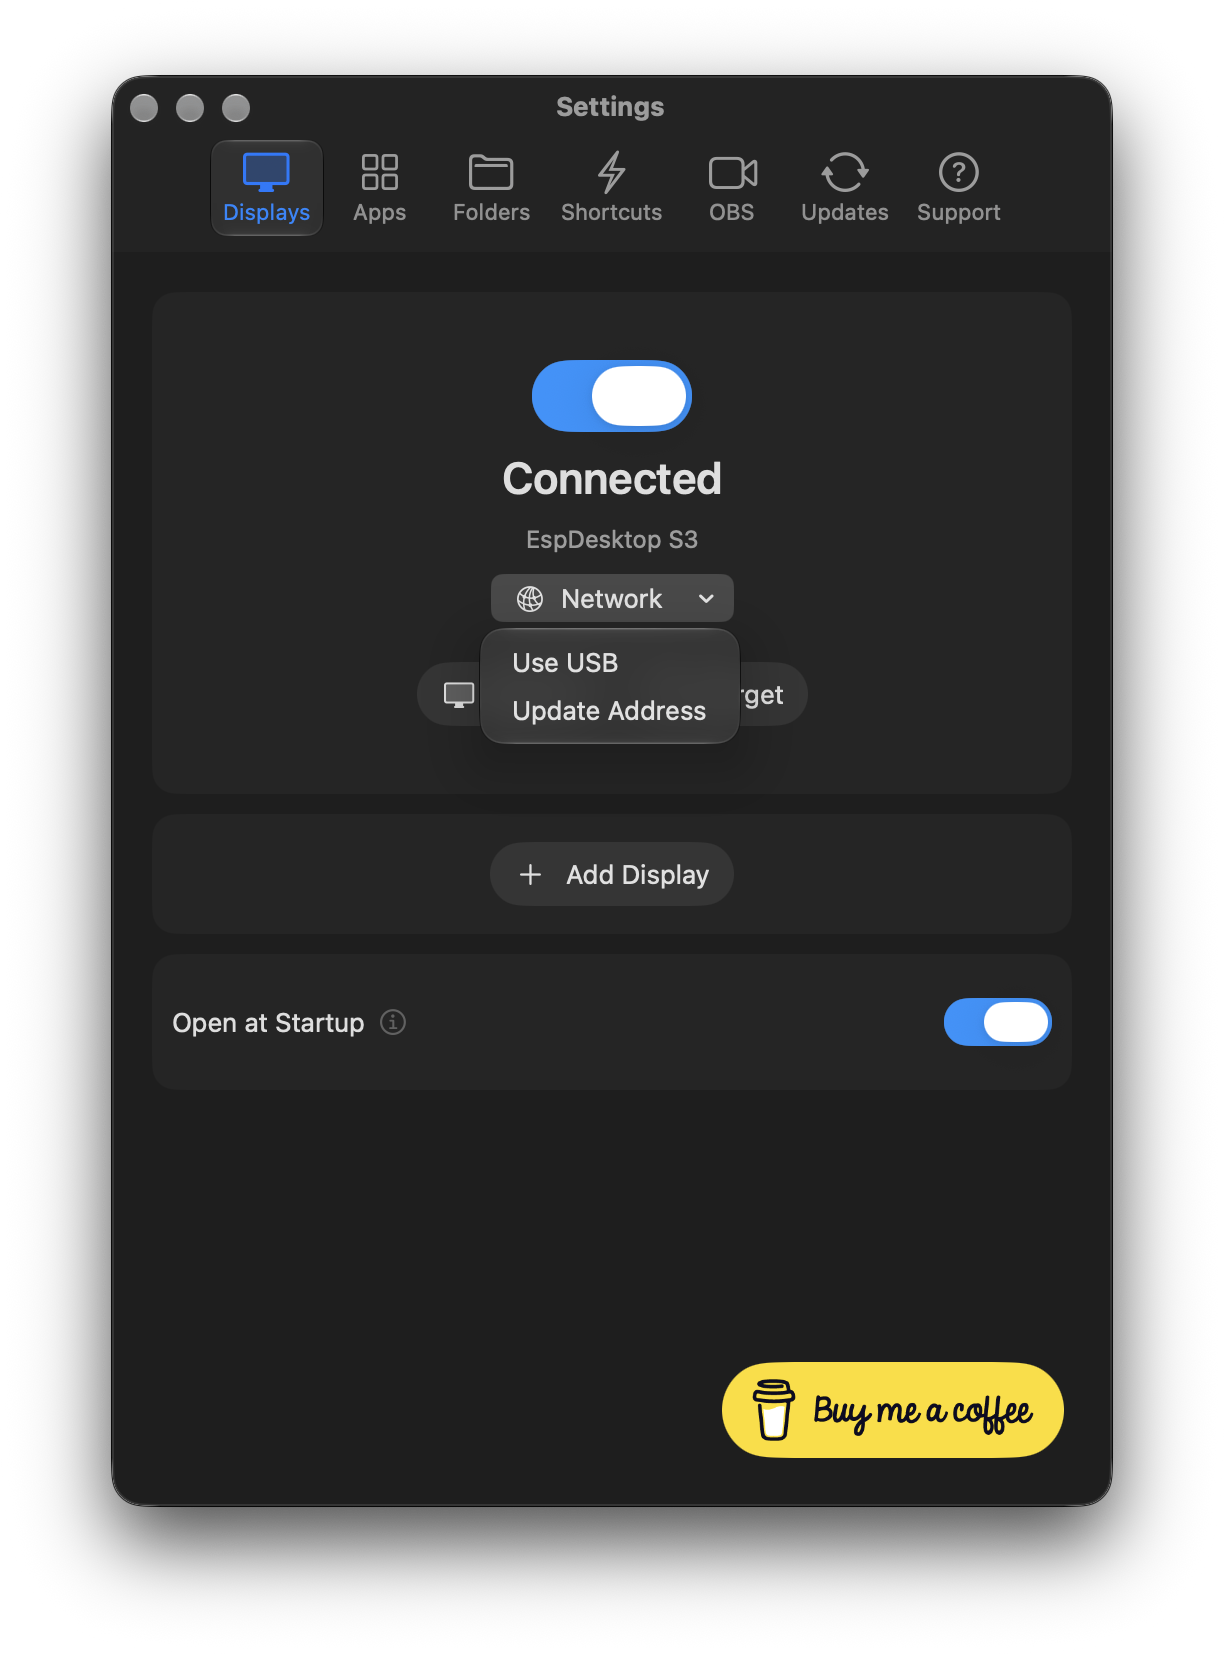 Settings
Displays
Apps
Folders
Shortcuts
OBS
Updates
Support
Connected
EspDesktop S3
Network
Use USB
Update Address
Add Display
Open at Startup
Buy me a coffee